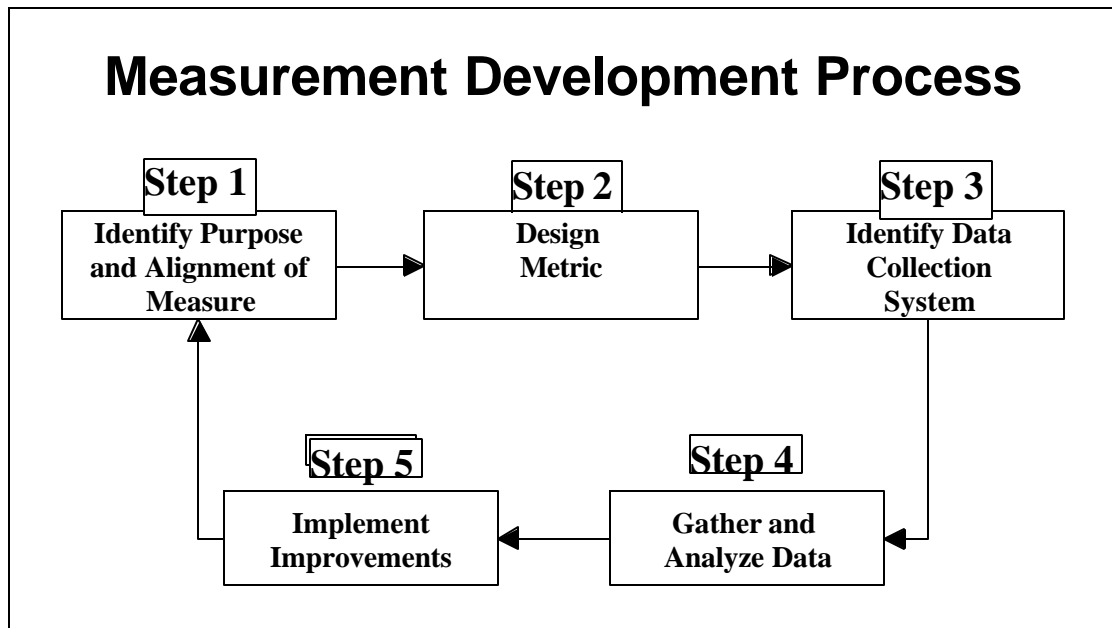 Measurement Development Process
Step 1
Identify Purpose
and Alignment of
Measure
Step 2
Design
Metric
Step 3
Identify Data
Collection
System
Step 4
Gather and
Analyze Data
Step 5
Implement
Improvements